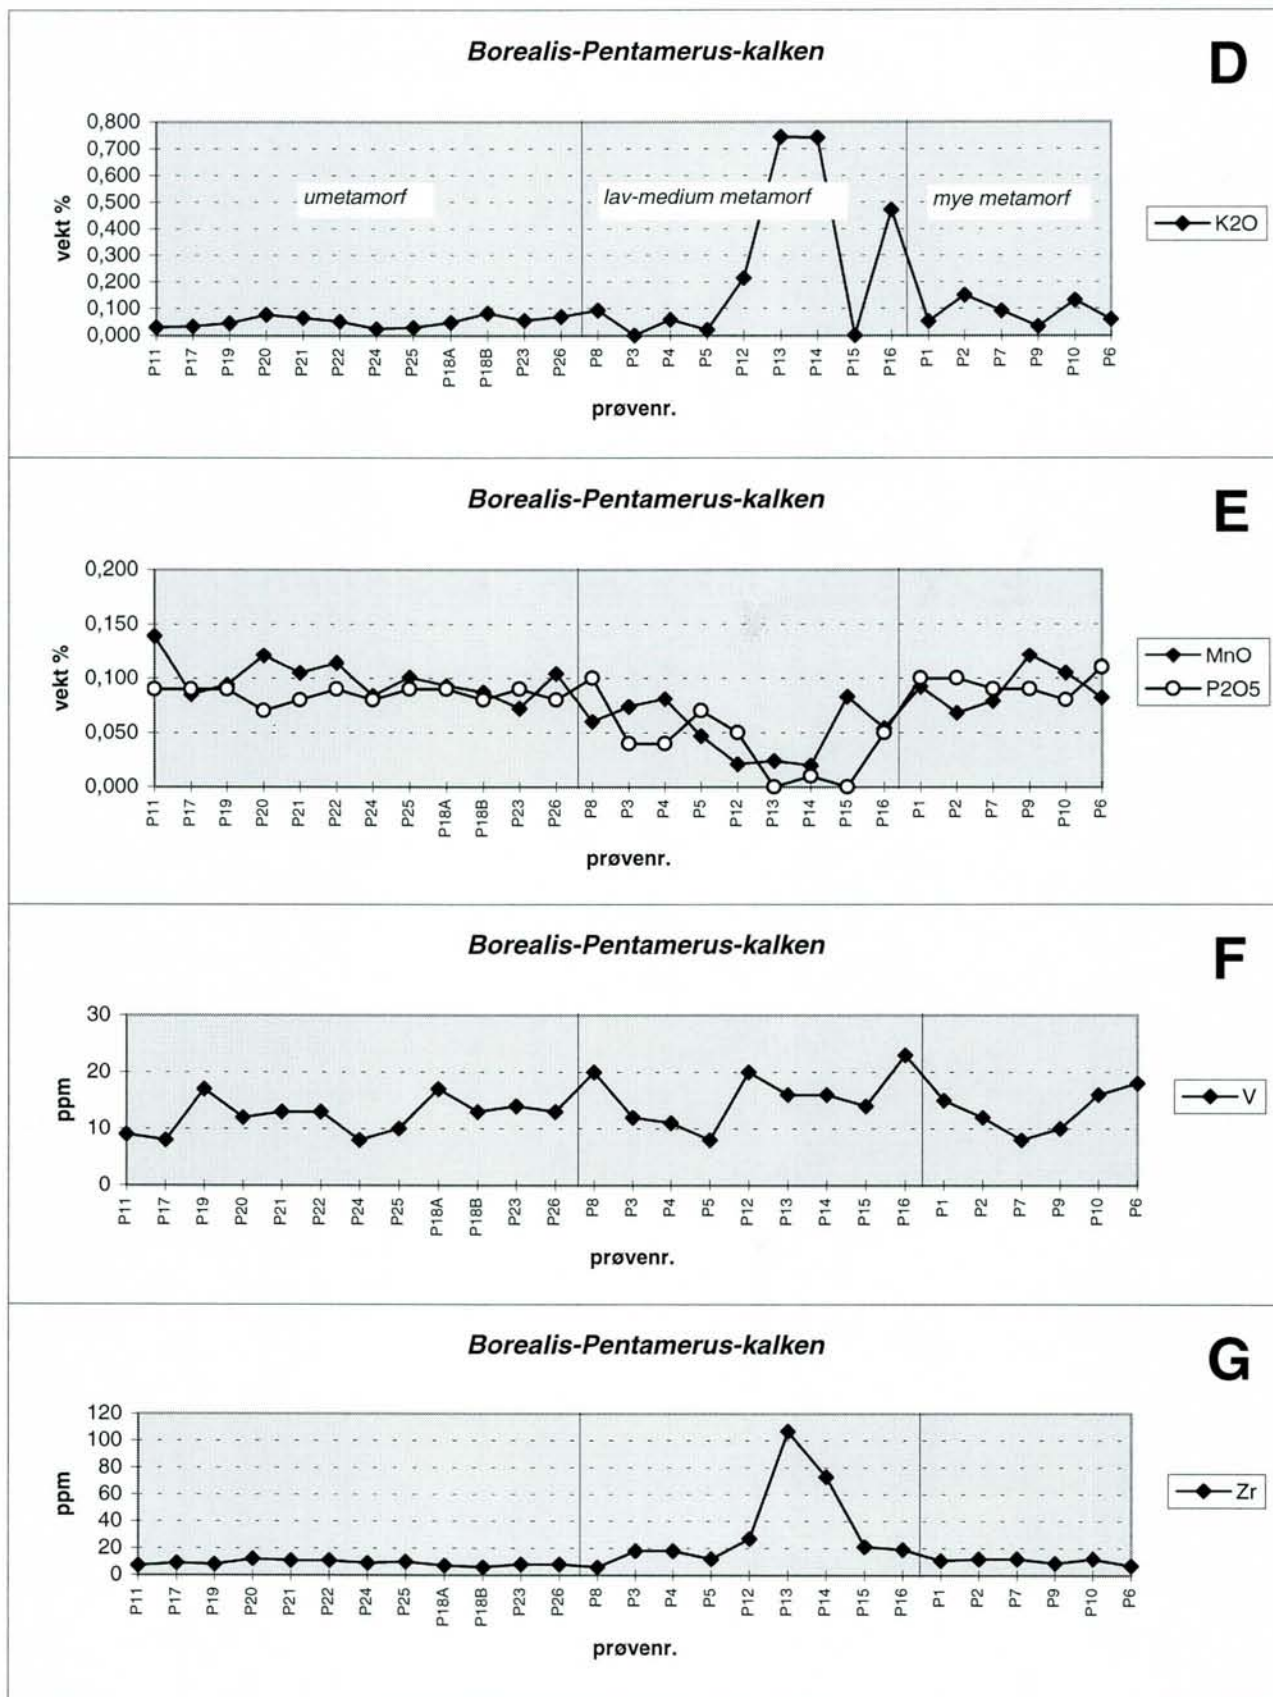 Borealis-Pentamerus-kalken
D
0,800
0,700
0,600
0,500
0,400
0,300
0,200
0,100
0,000
vekt %
umetamorf
lav-medium metamorf
mye metamorf
K2O
P11 P17 P19 P20 P21 P22 P24 P25 P18A P18B P23 P26 P8 P3 P4 P5 P12 P13 P14 P15 P16 P1 P2 P7 P9 P10 P6
prøvenr.
Borealis-Pentamerus-kalken
E
0,200
0,150
0,100
0,050
0,000
vekt %
MnO
P2O5
P11 P17 P19 P20 P21 P22 P24 P25 P18A P18B P23 P26 P8 P3 P4 P5 P12 P13 P14 P15 P16 P1 P2 P7 P9 P10 P6
prøvenr.
Borealis-Pentamerus-kalken
F
30
20
10
0
ppm
V
P11 P17 P19 P20 P21 P22 P24 P25 P18A P18B P23 P26 P8 P3 P4 P5 P12 P13 P14 P15 P16 P1 P2 P7 P9 P10 P6
prøvenr.
Borealis-Pentamerus-kalken
G
120
100
80
60
40
20
0
ppm
Zr
P11 P17 P19 P20 P21 P22 P24 P25 P18A P18B P23 P26 P8 P3 P4 P5 P12 P13 P14 P15 P16 P1 P2 P7 P9 P10 P6
prøvenr.